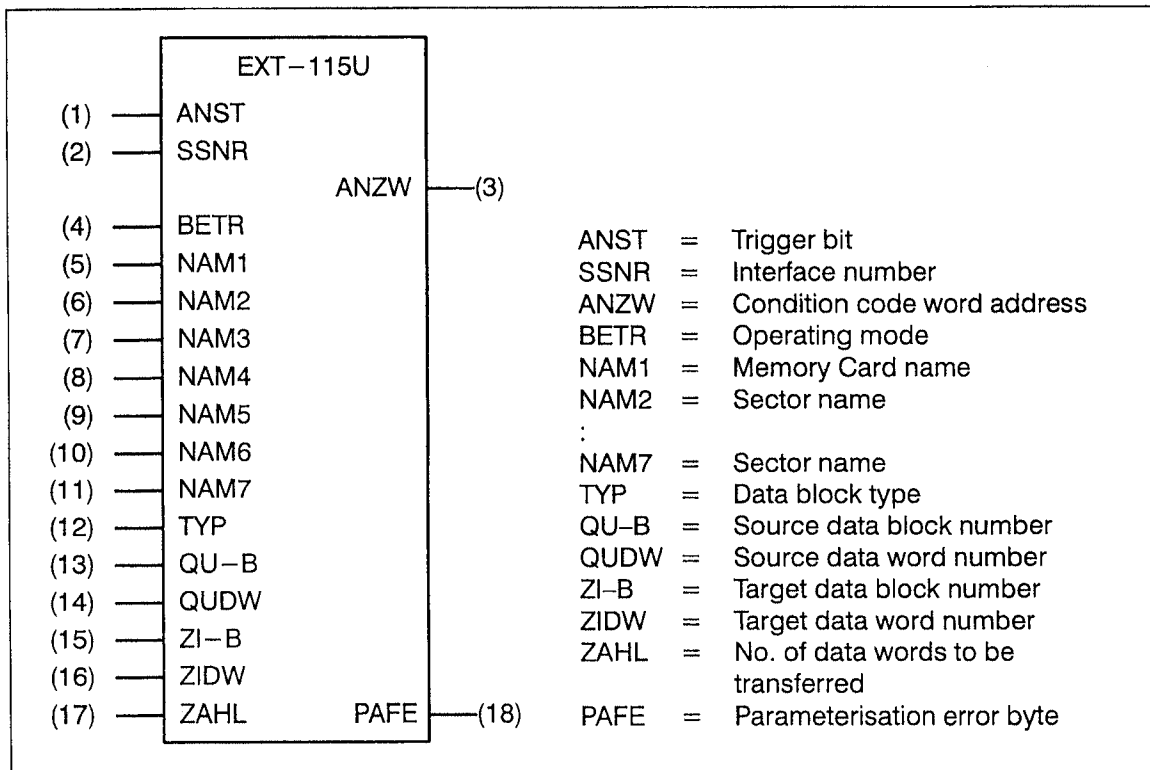 EXT–115U
(1) ANST
(2) SSNR
ANZW (3)
(4) BETR
(5) NAM1
(6) NAM2
(7) NAM3
(8) NAM4
(9) NAM5
(10) NAM6
(11) NAM7
(12) TYP
(13) QU–B
(14) QUDW
(15) ZI–B
(16) ZIDW
(17) ZAHL PAFE (18)
ANST = Trigger bit
SSNR = Interface number
ANZW = Condition code word address
BETR = Operating mode
NAM1 = Memory Card name
NAM2 = Sector name
:
NAM7 = Sector name
TYP = Data block type
QU–B = Source data block number
QUDW = Source data word number
ZI–B = Target data block number
ZIDW = Target data word number
ZAHL = No. of data words to be
transferred
PAFE = Parameterisation error byte